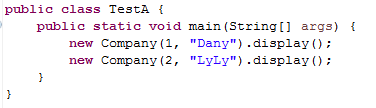 public class TestA {
    public static void main(String[] args) {
        new Company(1, "Dany").display();
        new Company(2, "LyLy").display();
    }
}